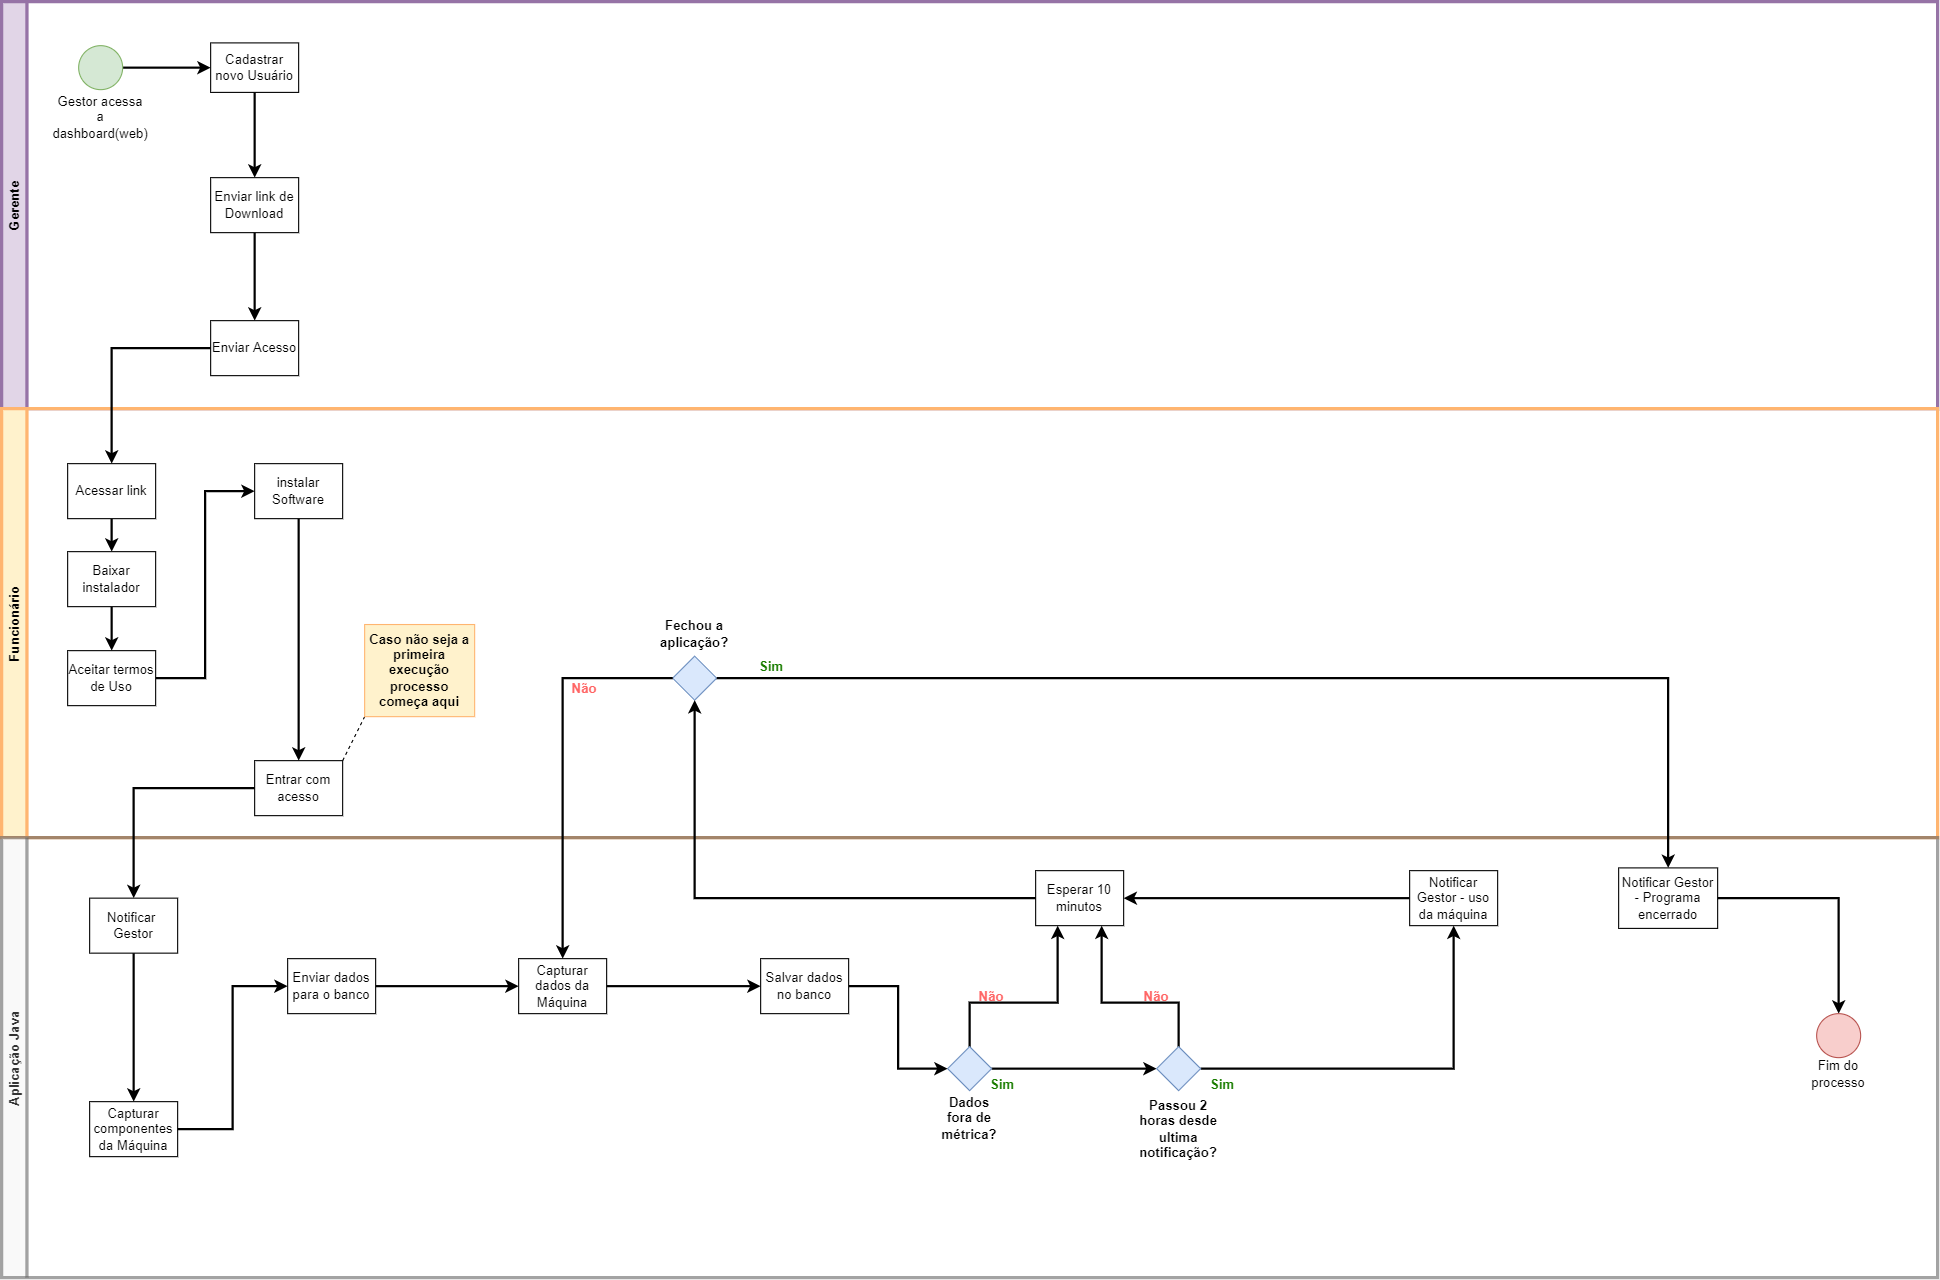 Gerente
Gestor acessa
a
dashboard(web)
Cadastrar
novo Usuário
Enviar link de
Download
Enviar Acesso
Funcionário
Acessar link
Baixar
instalador
Aceitar termos
de Uso
instalar
Software
Caso não seja a
primeira
execução
processo
começa aqui
Entrar com
acesso
Fechou a
aplicação?
Não
Sim
Aplicação Java
Notificar
Gestor
Capturar
componentes
da Máquina
Enviar dados
para o banco
Capturar
dados da
Máquina
Salvar dados
no banco
Dados
fora de
métrica?
Não
Sim
Passou 2
horas desde
ultima
notificação?
Não
Sim
Esperar 10
minutos
Notificar
Gestor - uso
da máquina
Notificar Gestor
- Programa
encerrado
Fim do
processo